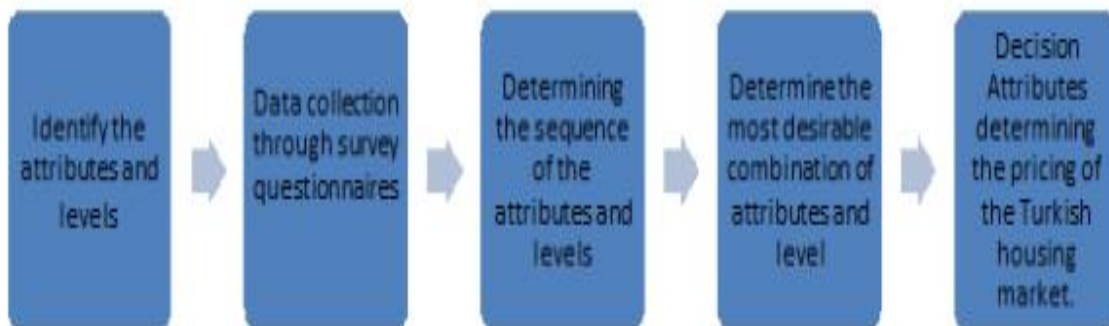 Identify the
attributes and
levels
Data collection
through survey
questionnaires
Determining
the sequence
of the
attributes and
levels
Determine the
most desirable
combination of
attributes and
level
Decision
Attributes
determining
the pricing of
the Turkish
housing
market.